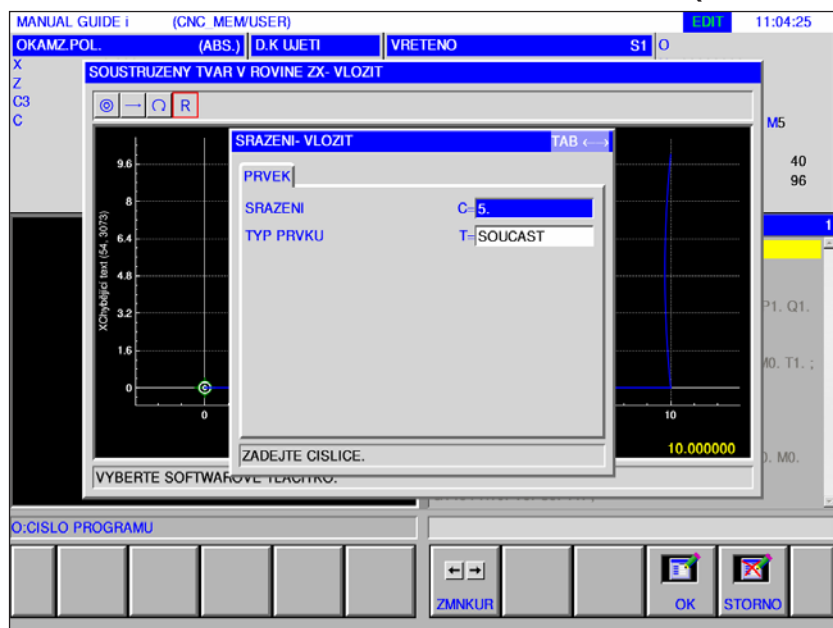 MANUAL GUIDE i (CNC_MEM/USER) EDIT 11:04:25
OKAMZ.POL. (ABS.) D.K UJETI VRETENO S1 O
X
Z
C3
C
SOUSTRUZENY TVAR V ROVINE ZX- VLOZIT
R
M5
40
96
1
SRAZENI- VLOZIT TAB
PRVEK
SRAZENI C= 5.
TYP PRVKU T= SOUCAST
9.6
8
6.4
4.8
3.2
1.6
0
XChybějící text (54, 3073)
0 10
10.000000
P1. Q1.
M0. T1. ;
M0.
ZADEJTE CISLICE.
VYBERTE SOFTWAROVE TLACITKO.
O:CISLO PROGRAMU
ZMNKUR OK STORNO